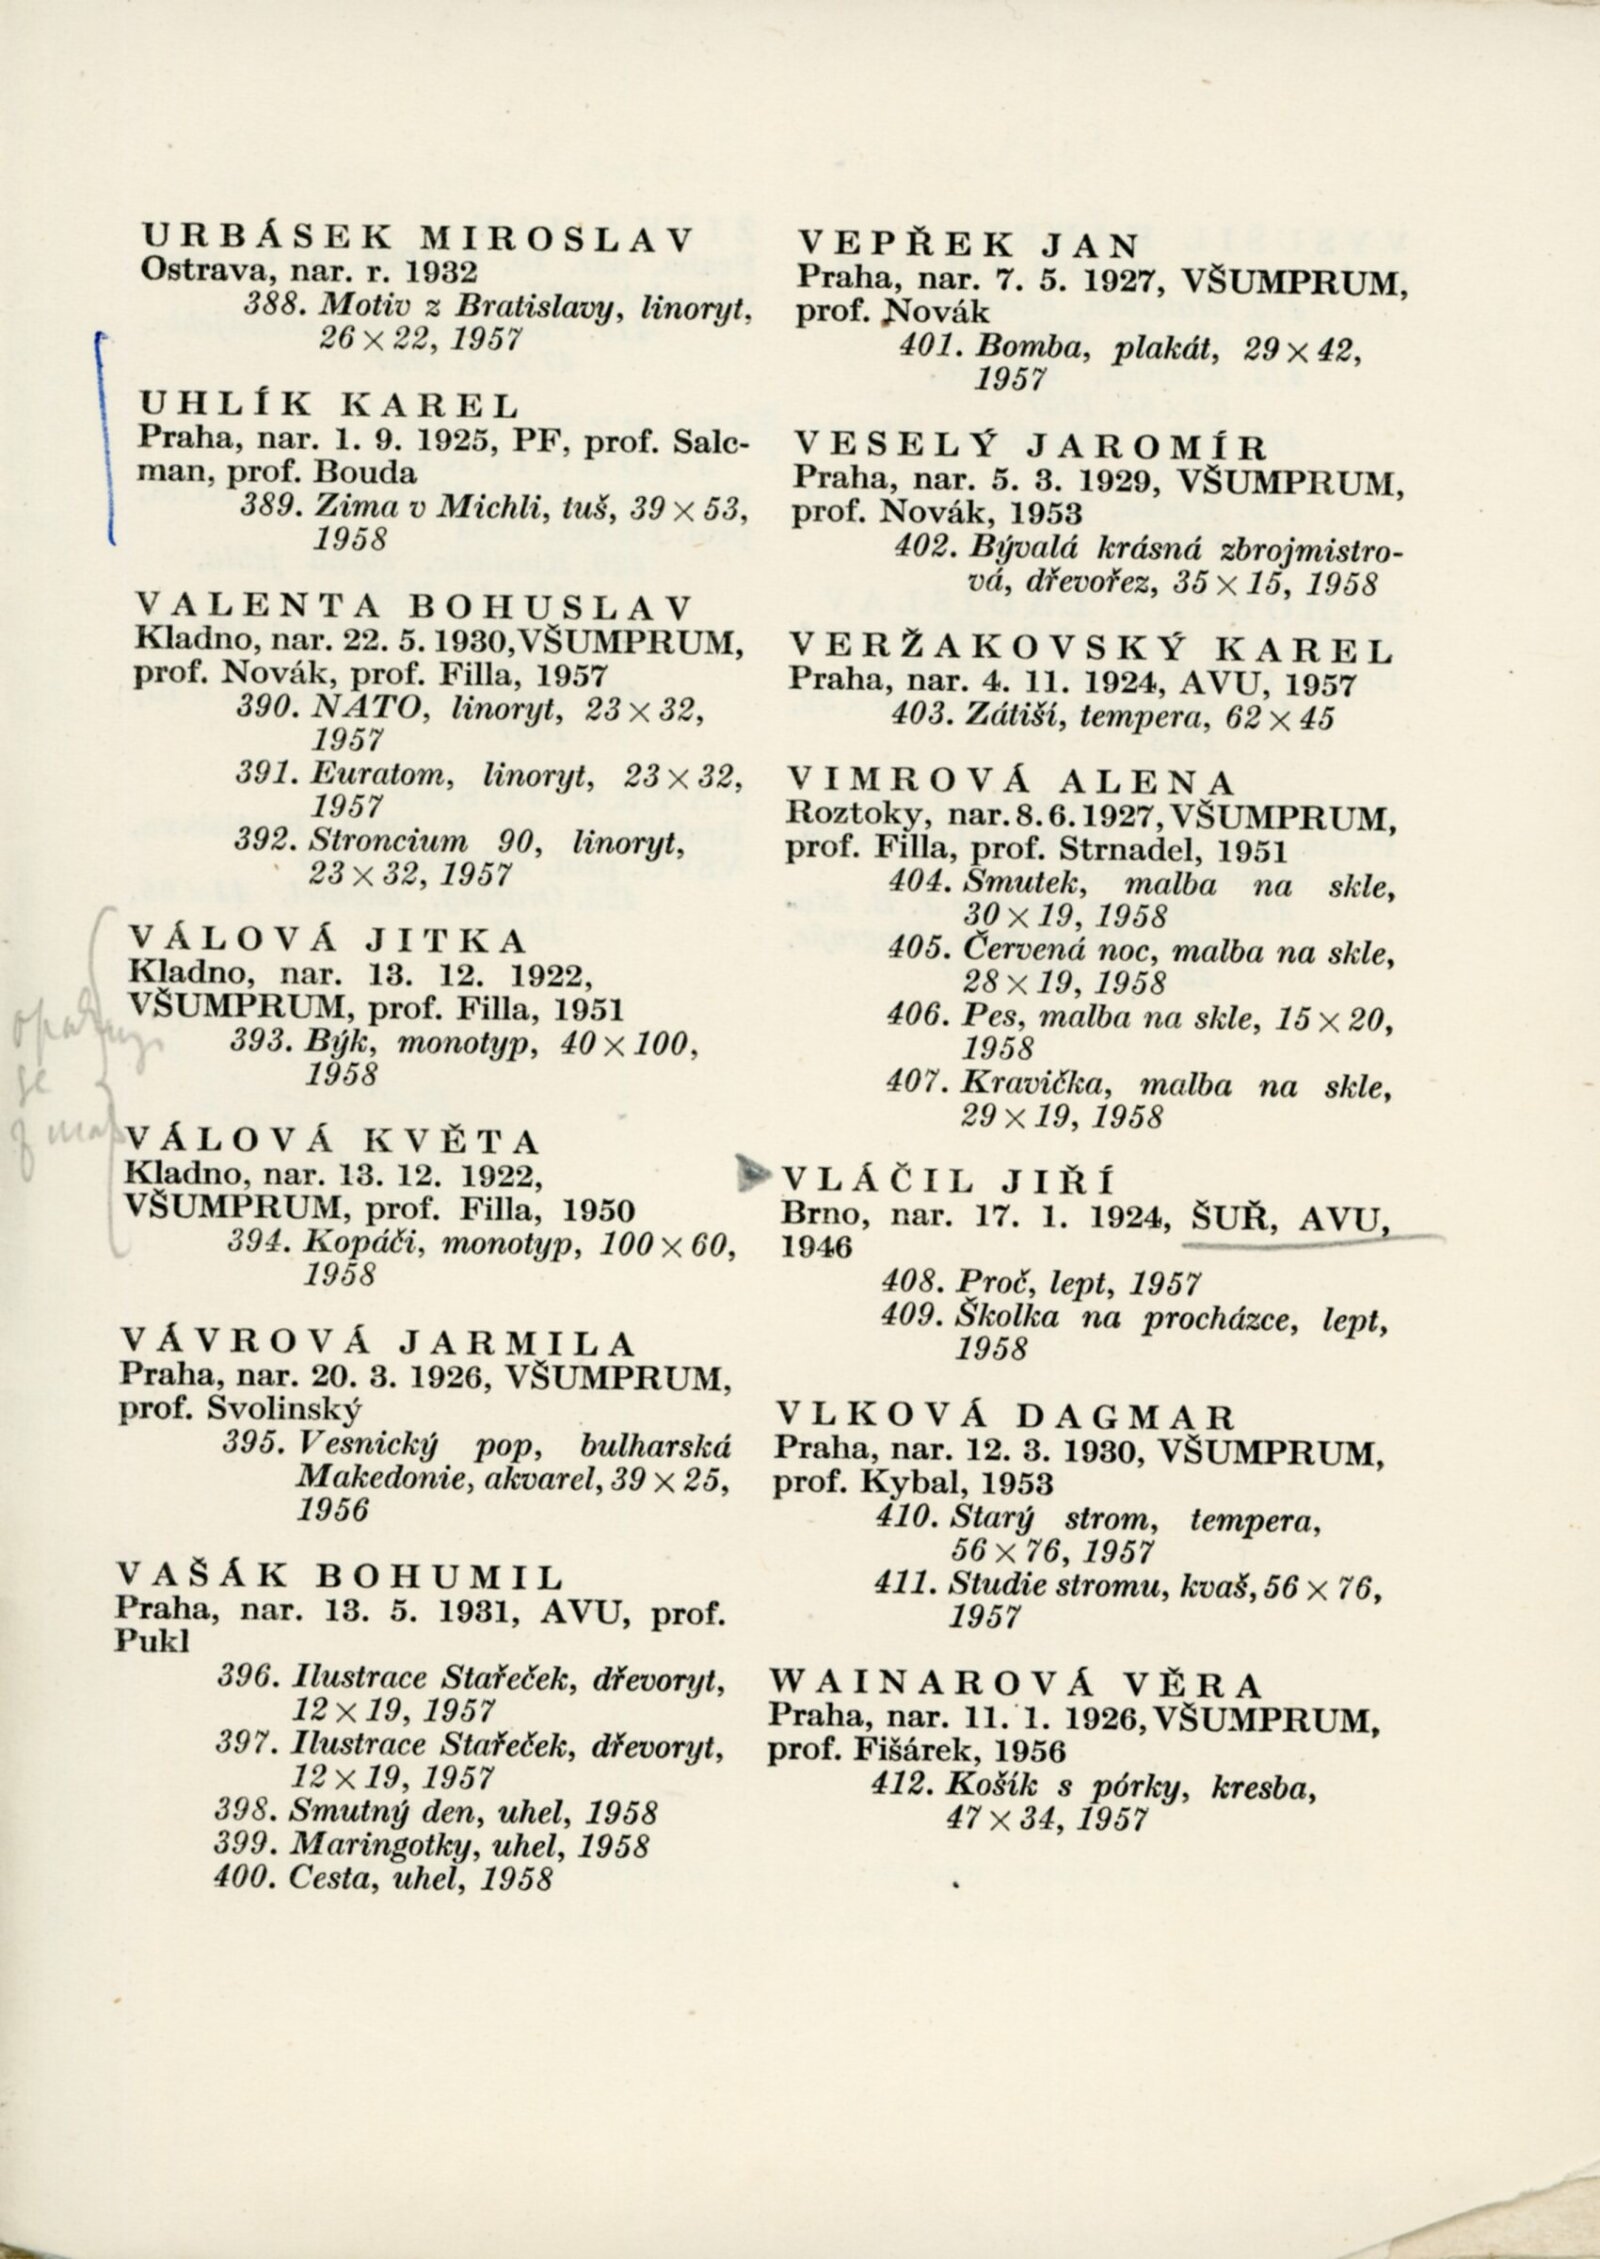 URBÁSEK MIROSLAV
Ostrava, nar. r. 1932
388. Motiv z Bratislavy, linoryt,
26 × 22, 1957
UHLÍK KAREL
Praha, nar. 1. 9. 1925, PF, prof. Salc-
man, prof. Bouda
389. Zima v Michli, tuš, 39 × 53,
1958
VALENTA BOHUSLAV
Kladno, nar. 22. 5. 1930, VŠUMPRUM,
prof. Novák, prof. Filla, 1957
390. NATO, linoryt, 23 × 32,
1957
391. Euratom, linoryt, 23 × 32,
1957
392. Stroncium 90, linoryt,
23 × 32, 1957
VÁLOVÁ JITKA
Kladno, nar. 13. 12. 1922,
VŠUMPRUM, prof. Filla, 1951
393. Býk, monotyp, 40 × 100,
1958
VÁLOVÁ KVĚTA
Kladno, nar. 13. 12. 1922,
VŠUMPRUM, prof. Filla, 1950
394. Kopáči, monotyp, 100 × 60,
1958
VÁVROVÁ JARMILA
Praha, nar. 20. 3. 1926, VŠUMPRUM,
prof. Svolinský
395. Vesnický pop, bulharská
Makedonie, akvarel, 39 × 25,
1956
VAŠÁK BOHUMIL
Praha, nar. 13. 5. 1931, AVU, prof.
Pukl
396. Ilustrace Stařeček, dřevoryt,
12 × 19, 1957
397. Ilustrace Stařeček, dřevoryt,
12 × 19, 1957
398. Smutný den, uhel, 1958
399. Maringotky, uhel, 1958
400. Cesta, uhel, 1958
VEPŘEK JAN
Praha, nar. 7. 5. 1927, VŠUMPRUM,
prof. Novák
401. Bomba, plakát, 29 × 42,
1957
VESELÝ JAROMÍR
Praha, nar. 5. 3. 1929, VŠUMPRUM,
prof. Novák, 1953
402. Bývalá krásná zbrojmistro-
vá, dřevořez, 35 × 15, 1958
VERŽAKOVSKÝ KAREL
Praha, nar. 4. 11. 1924, AVU, 1957
403. Zátiší, tempera, 62 × 45
VIMROVÁ ALENA
Roztoky, nar. 8. 6. 1927, VŠUMPRUM,
prof. Filla, prof. Strnadel, 1951
404. Smutek, malba na skle,
30 × 19, 1958
405. Červená noc, malba na skle,
28 × 19, 1958
406. Pes, malba na skle, 15 × 20,
1958
407. Kravička, malba na skle,
29 × 19, 1958
VLÁČIL JIŘÍ
Brno, nar. 17. 1. 1924, ŠUŘ, AVU,
1946
408. Proč, lept, 1957
409. Školka na procházce, lept,
1958
VLKOVÁ DAGMAR
Praha, nar. 12. 3. 1930, VŠUMPRUM,
prof. Kybal, 1953
410. Starý strom, tempera,
56 × 76, 1957
411. Studie stromu, kvaš, 56 × 76,
1957
WAINAROVÁ VĚRA
Praha, nar. 11. 1. 1926, VŠUMPRUM,
prof. Fišárek, 1956
412. Košík s pórky, kresba,
47 × 34, 1957